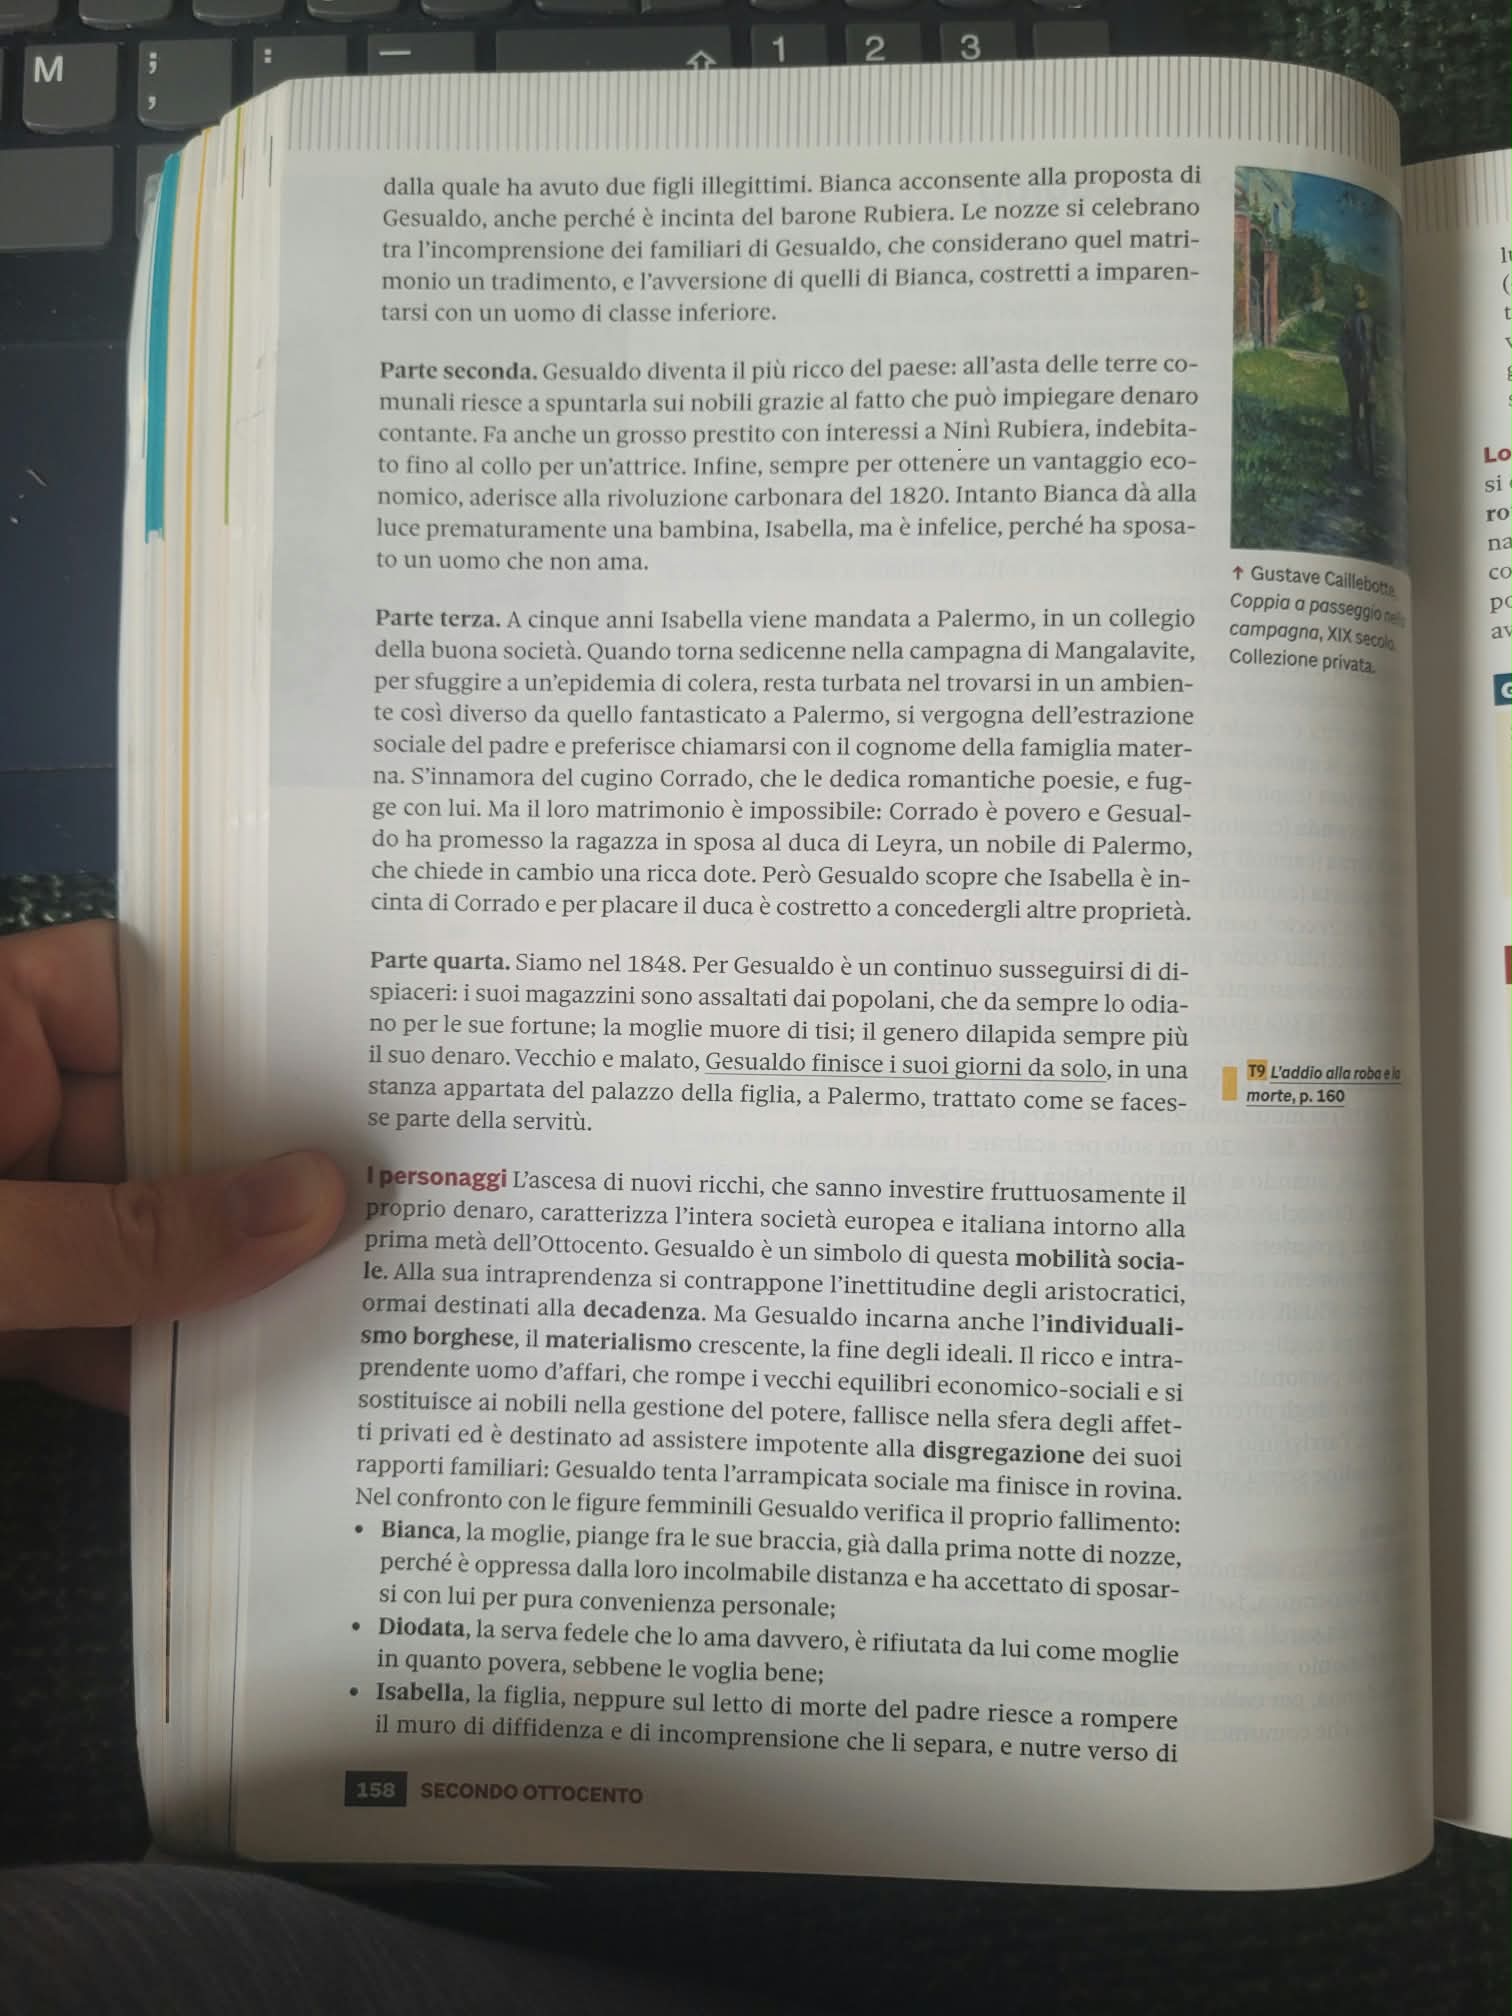 M
;
,
:
—
1
2
3
dalla quale ha avuto due figli illegittimi. Bianca acconsente alla proposta di
Gesualdo, anche perché è incinta del barone Rubiera. Le nozze si celebrano
tra l'incomprensione dei familiari di Gesualdo, che considerano quel matri-
monio un tradimento, e l'avversione di quelli di Bianca, costretti a imparen-
tarsi con un uomo di classe inferiore.
Parte seconda. Gesualdo diventa il più ricco del paese: all'asta delle terre co-
munali riesce a spuntarla sui nobili grazie al fatto che può impiegare denaro
contante. Fa anche un grosso prestito con interessi a Ninì Rubiera, indebita-
to fino al collo per un'attrice. Infine, sempre per ottenere un vantaggio eco-
nomico, aderisce alla rivoluzione carbonara del 1820. Intanto Bianca dà alla
luce prematuramente una bambina, Isabella, ma è infelice, perché ha sposa-
to un uomo che non ama.
Parte terza. A cinque anni Isabella viene mandata a Palermo, in un collegio
della buona società. Quando torna sedicenne nella campagna di Mangalavite,
per sfuggire a un'epidemia di colera, resta turbata nel trovarsi in un ambien-
te così diverso da quello fantasticato a Palermo, si vergogna dell'estrazione
sociale del padre e preferisce chiamarsi con il cognome della famiglia mater-
na. S'innamora del cugino Corrado, che le dedica romantiche poesie, e fug-
ge con lui. Ma il loro matrimonio è impossibile: Corrado è povero e Gesual-
do ha promesso la ragazza in sposa al duca di Leyra, un nobile di Palermo,
che chiede in cambio una ricca dote. Però Gesualdo scopre che Isabella è in-
cinta di Corrado e per placare il duca è costretto a concedergli altre proprietà.
Parte quarta. Siamo nel 1848. Per Gesualdo è un continuo susseguirsi di di-
spiaceri: i suoi magazzini sono assaltati dai popolani, che da sempre lo odia-
no per le sue fortune; la moglie muore di tisi; il genero dilapida sempre più
il suo denaro. Vecchio e malato, Gesualdo finisce i suoi giorni da solo, in una
stanza appartata del palazzo della figlia, a Palermo, trattato come se faces-
se parte della servitù.
I personaggi L'ascesa di nuovi ricchi, che sanno investire fruttuosamente il
proprio denaro, caratterizza l'intera società europea e italiana intorno alla
prima metà dell'Ottocento. Gesualdo è un simbolo di questa mobilità socia-
le. Alla sua intraprendenza si contrappone l'inettitudine degli aristocratici,
ormai destinati alla decadenza. Ma Gesualdo incarna anche l'individuali-
smo borghese, il materialismo crescente, la fine degli ideali. Il ricco e intra-
prendente uomo d'affari, che rompe i vecchi equilibri economico-sociali e si
sostituisce ai nobili nella gestione del potere, fallisce nella sfera degli affet-
ti privati ed è destinato ad assistere impotente alla disgregazione dei suoi
rapporti familiari: Gesualdo tenta l'arrampicata sociale ma finisce in rovina.
Nel confronto con le figure femminili Gesualdo verifica il proprio fallimento:
• Bianca, la moglie, piange fra le sue braccia, già dalla prima notte di nozze,
perché è oppressa dalla loro incolmabile distanza e ha accettato di sposar-
si con lui per pura convenienza personale;
• Diodata, la serva fedele che lo ama davvero, è rifiutata da lui come moglie
in quanto povera, sebbene le voglia bene;
• Isabella, la figlia, neppure sul letto di morte del padre riesce a rompere
il muro di diffidenza e di incomprensione che li separa, e nutre verso di
158 SECONDO OTTOCENTO
↑ Gustave Caillebotte,
Coppia a passeggio nella
campagna, XIX secolo.
Collezione privata.
T9 L'addio alla roba e la
morte, p. 160
Lo
si
ro
na
co
po
av